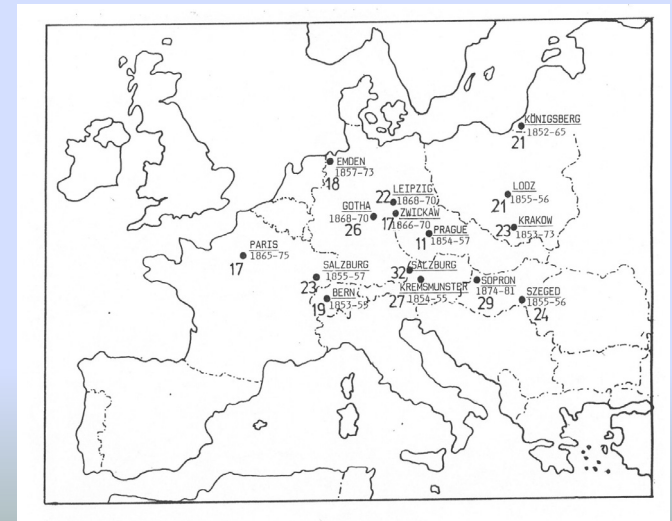 KÖNIGSBERG
1852-65
21
EMDEN
1857-73
18
LEIPZIG
22 1868-70
LODZ
1855-56
21
GOTHA
1868-70
26
ZWICKAW
17 1866-70
KRAKOW
23 1853-73
PRAGUE
11 1854-57
PARIS
1865-75
17
SALZBURG
1855-57
23
32 SALZBURG
KREMSMUNSTER
27 1854-55
SOPRON
1874-81
29
BERN
1853-55
19
SZEGED
1855-56
24